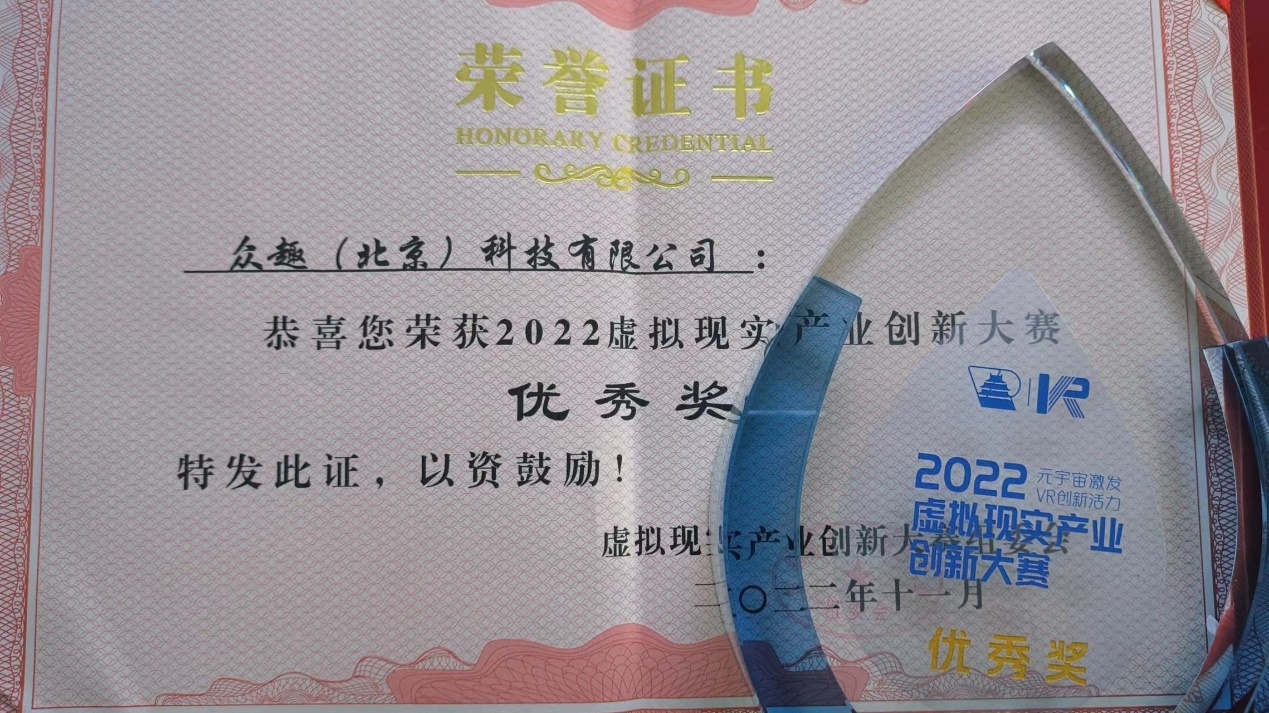 荣誉证书
HONORARY CREDENTIAL
众趣（北京）科技有限公司：
恭喜您荣获2022虚拟现实产业创新大赛
优秀奖
特发此证，以资鼓励！
虚拟现实产业创新大赛组委会
二〇二二年十一月
VR
2022 元宇宙激发
VR创新活力
虚拟现实产业
创新大赛
优秀奖